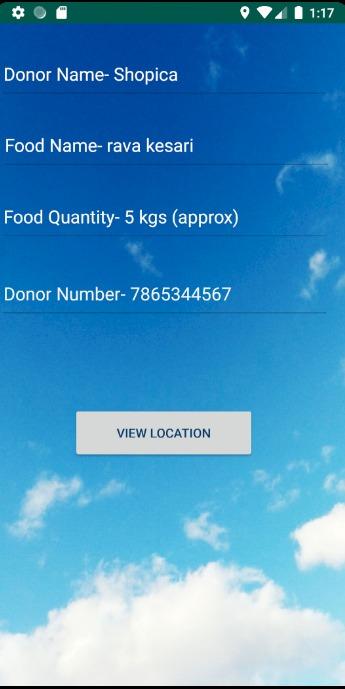 1:17
Donor Name- Shopica
Food Name- rava kesari
Food Quantity- 5 kgs (approx)
Donor Number- 7865344567
VIEW LOCATION